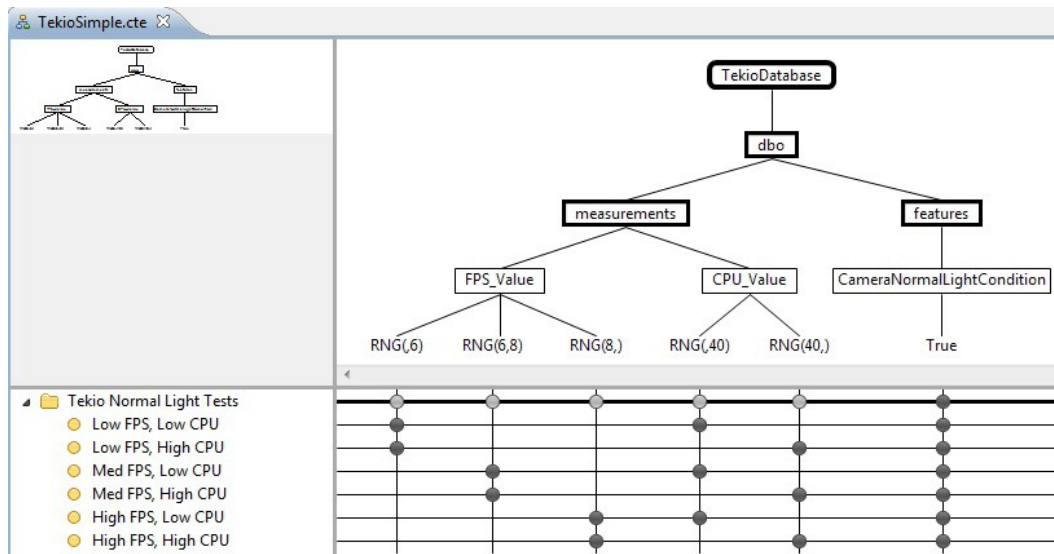 TekioSimple.cte
TekioDatabase
dbo
measurements
features
FPS_Value
CPU_Value
CameraNormalLightCondition
RNG(,6)
RNG(6,8)
RNG(8,)
RNG(,40)
RNG(40,)
True
Tekio Normal Light Tests
Low FPS, Low CPU
Low FPS, High CPU
Med FPS, Low CPU
Med FPS, High CPU
High FPS, Low CPU
High FPS, High CPU